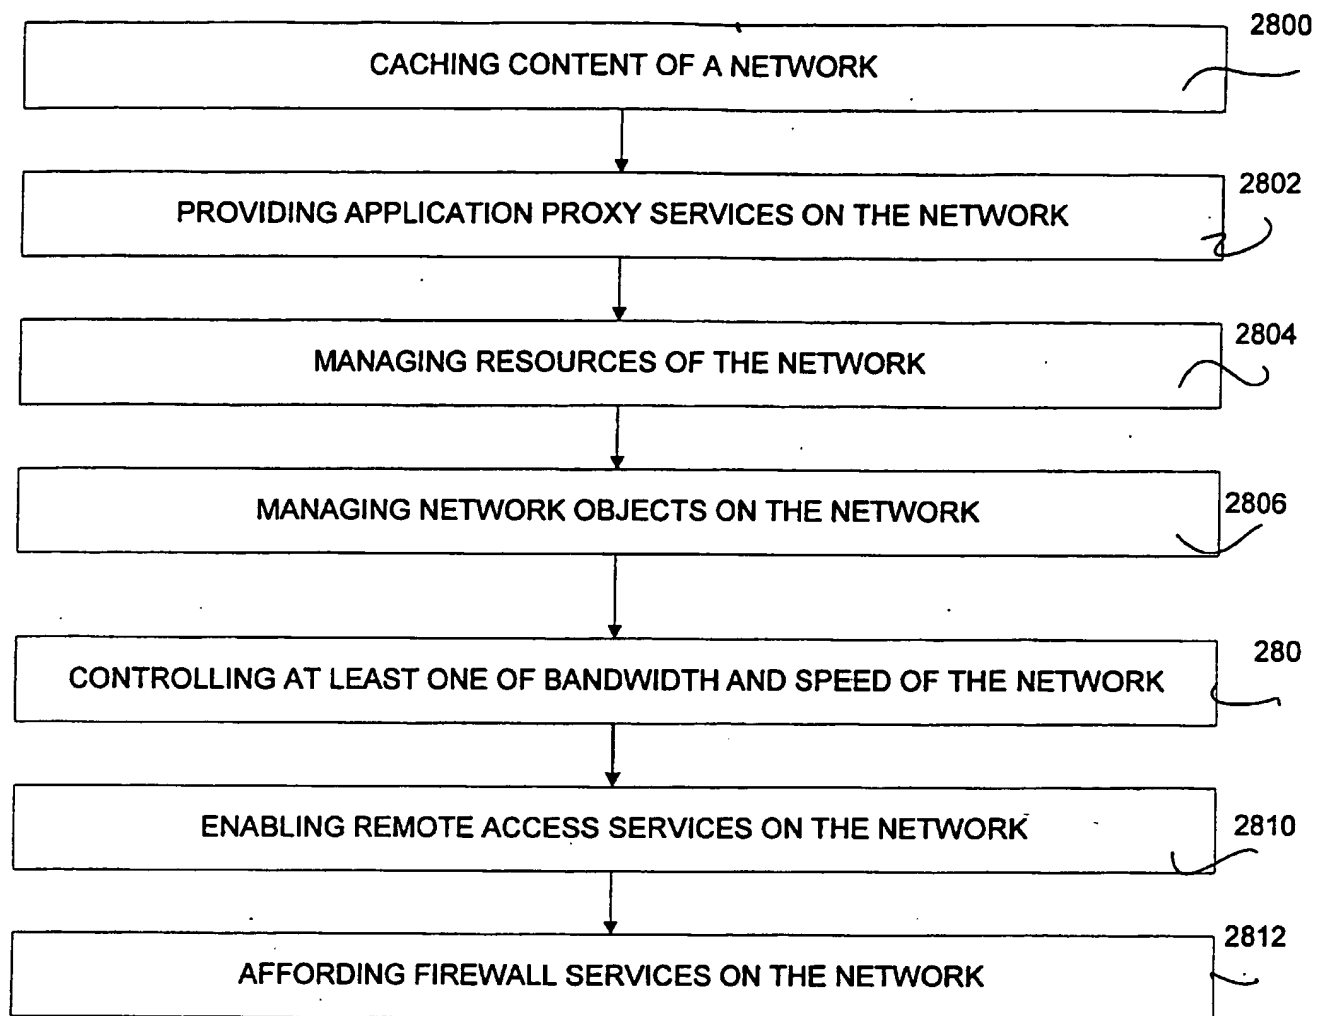 2800
CACHING CONTENT OF A NETWORK
2802
PROVIDING APPLICATION PROXY SERVICES ON THE NETWORK
2804
MANAGING RESOURCES OF THE NETWORK
2806
MANAGING NETWORK OBJECTS ON THE NETWORK
280
CONTROLLING AT LEAST ONE OF BANDWIDTH AND SPEED OF THE NETWORK
2810
ENABLING REMOTE ACCESS SERVICES ON THE NETWORK
2812
AFFORDING FIREWALL SERVICES ON THE NETWORK